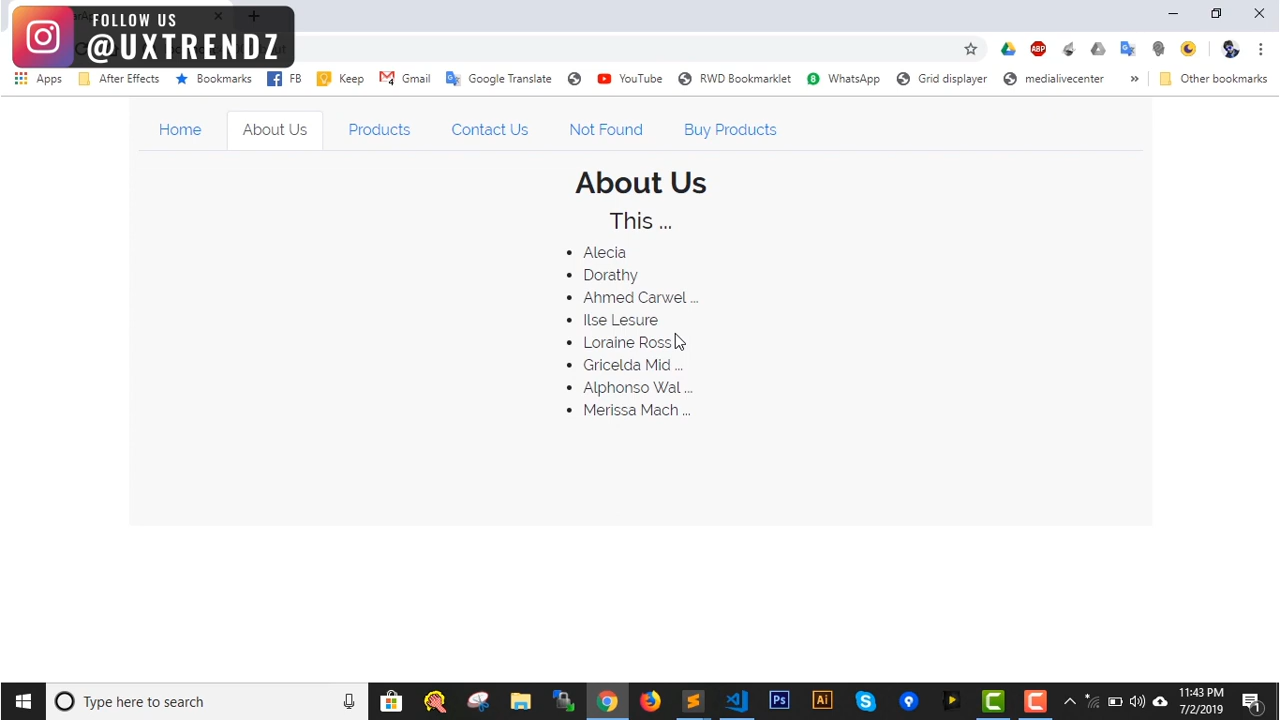 FOLLOW US
@UXTRENDZ
Apps
After Effects
Bookmarks
FB
Keep
Gmail
Google Translate
YouTube
RWD Bookmarklet
WhatsApp
Grid displayer
medialivecenter
»
Other bookmarks
Home
About Us
Products
Contact Us
Not Found
Buy Products
About Us
This ...
• Alecia
• Dorathy
• Ahmed Carwel ...
• Ilse Lesure
• Loraine Ross
• Gricelda Mid ...
• Alphonso Wal ...
• Merissa Mach ...
Type here to search
11:43 PM
7/2/2019